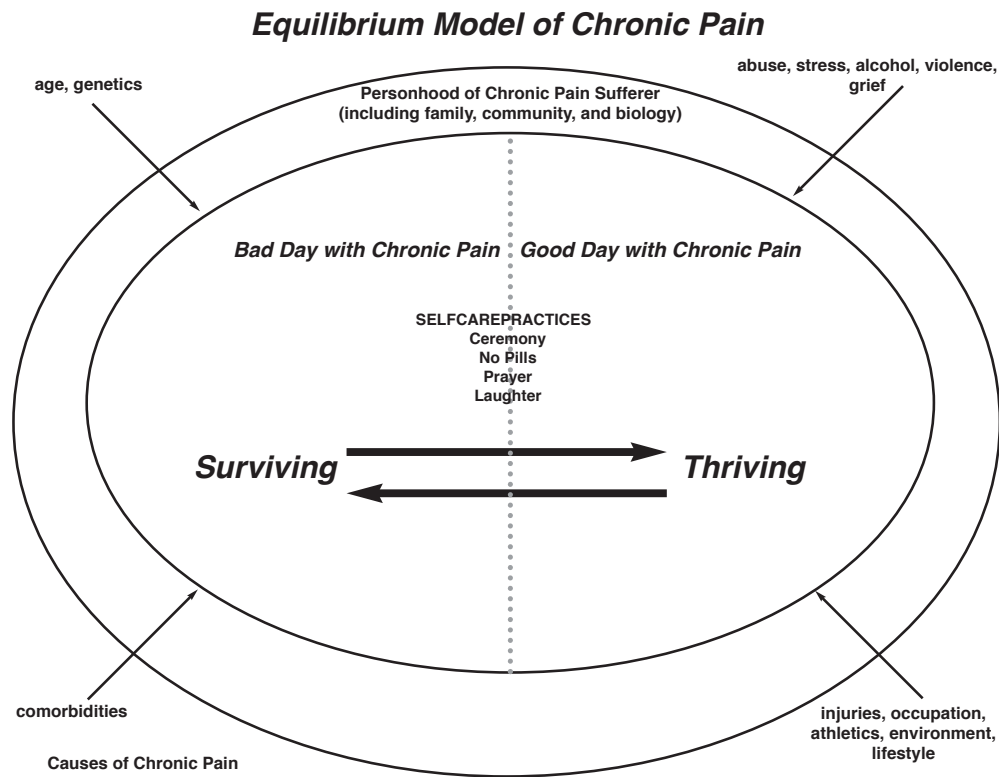 Equilibrium Model of Chronic Pain
age, genetics
abuse, stress, alcohol, violence,
grief
Personhood of Chronic Pain Sufferer
(including family, community, and biology)
Bad Day with Chronic Pain
Good Day with Chronic Pain
SELFCAREPRACTICES
Ceremony
No Pills
Prayer
Laughter
Surviving
Thriving
comorbidities
injuries, occupation,
athletics, environment,
lifestyle
Causes of Chronic Pain